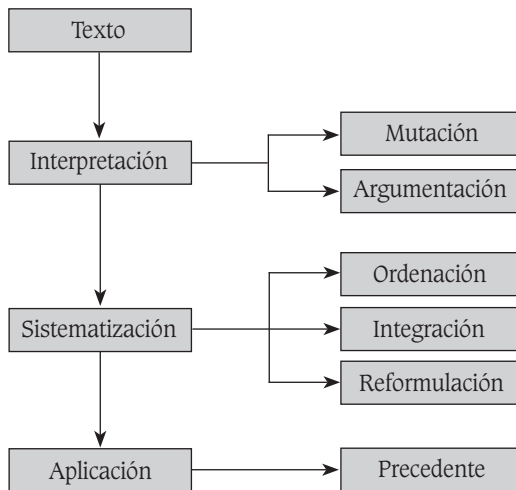 Texto
Interpretación
Mutación
Argumentación
Sistematización
Ordenación
Integración
Reformulación
Aplicación
Precedente